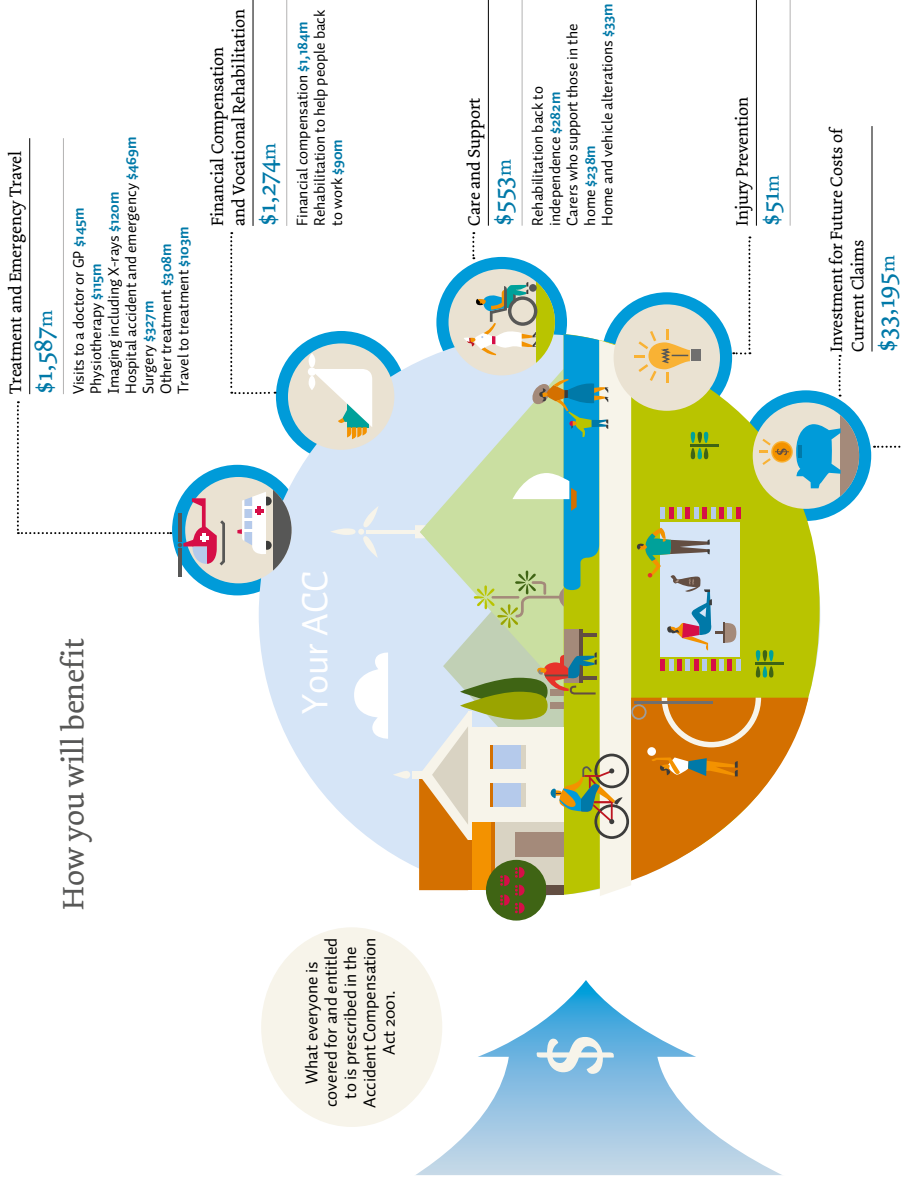 How you will benefit
What everyone is
covered for and entitled
to is prescribed in the
Accident Compensation
Act 2001.
$
Your ACC
Treatment and Emergency Travel
$1,587m
Visits to a doctor or GP $145m
Physiotherapy $115m
Imaging including X-rays $120m
Hospital accident and emergency $469m
Surgery $327m
Other treatment $308m
Travel to treatment $103m
Financial Compensation
and Vocational Rehabilitation
$1,274m
Financial compensation $1,184m
Rehabilitation to help people back
to work $90m
Care and Support
$553m
Rehabilitation back to
independence $282m
Carers who support those in the
home $238m
Home and vehicle alterations $33m
Injury Prevention
$51m
Investment for Future Costs of
Current Claims
$33,195m
$